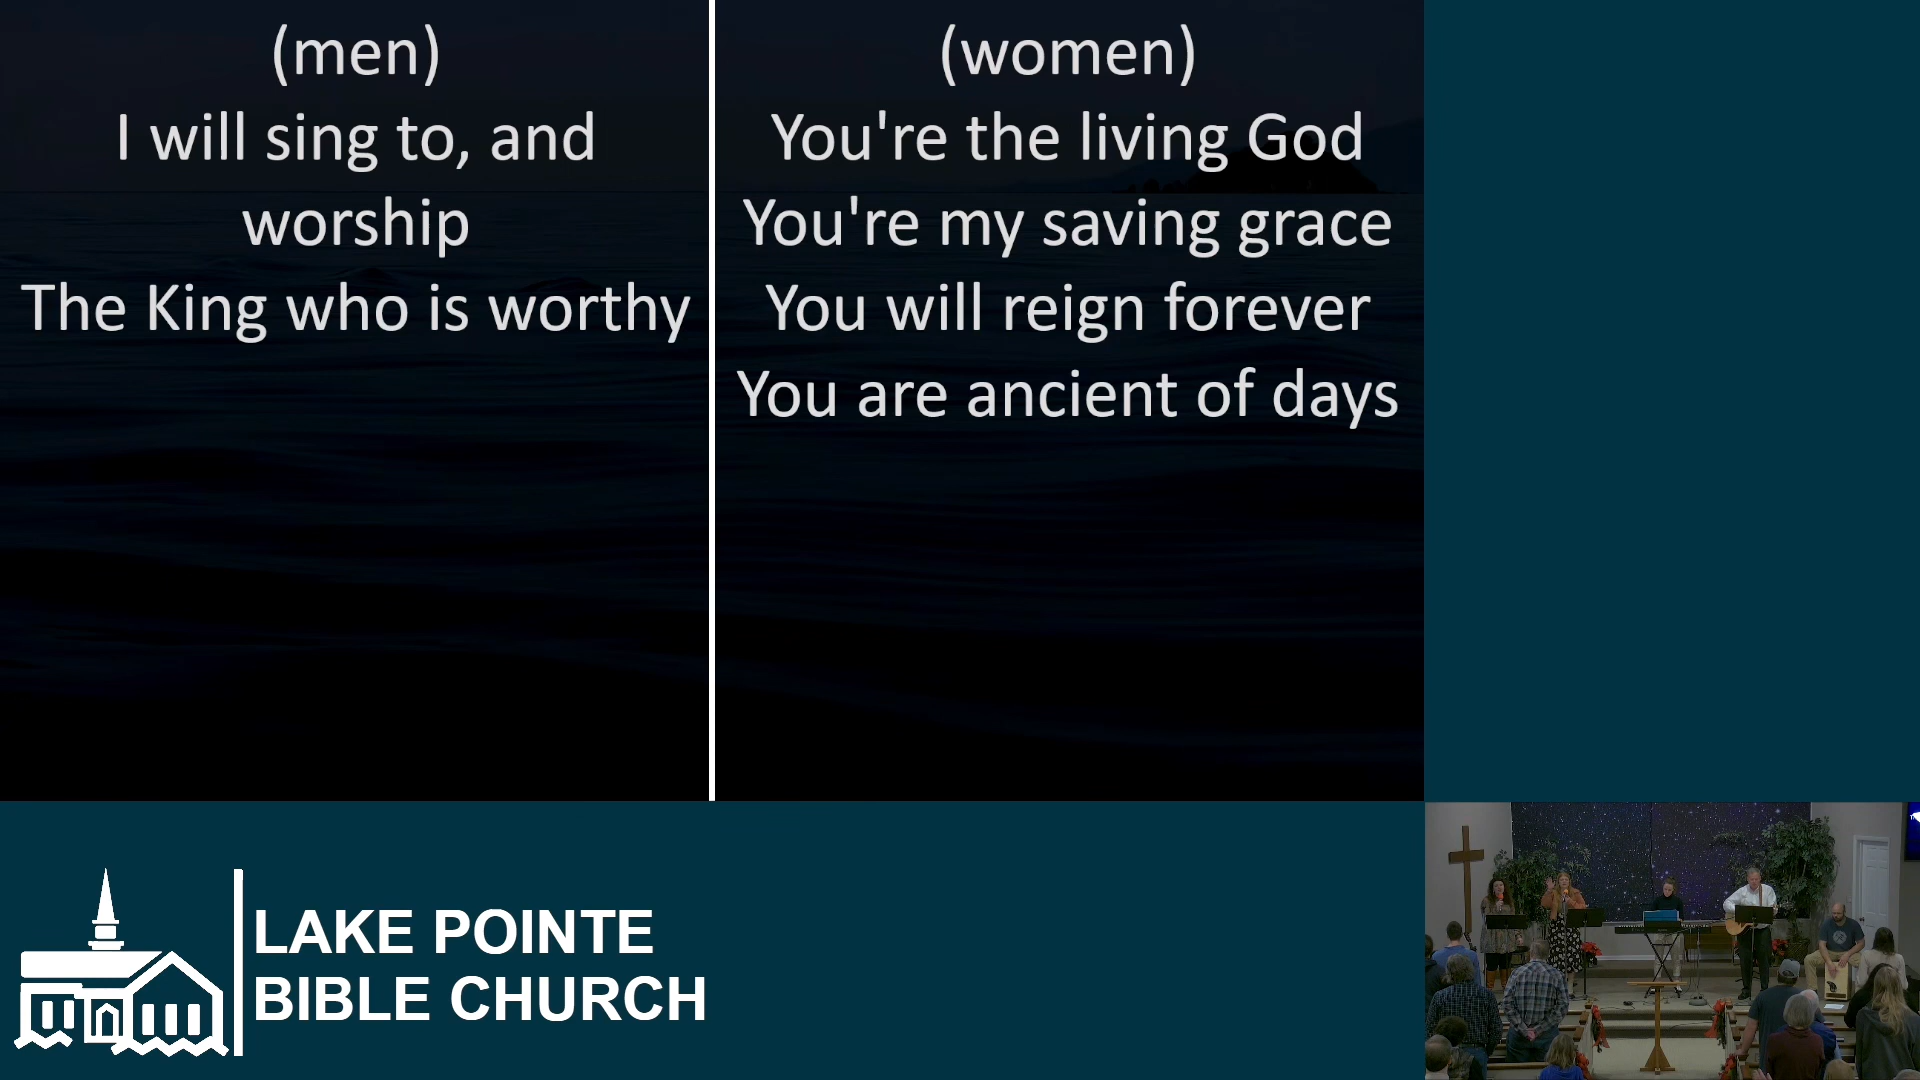 (men)
I will sing to, and
worship
The King who is worthy
(women)
You're the living God
You're my saving grace
You will reign forever
You are ancient of days
LAKE POINTE
BIBLE CHURCH